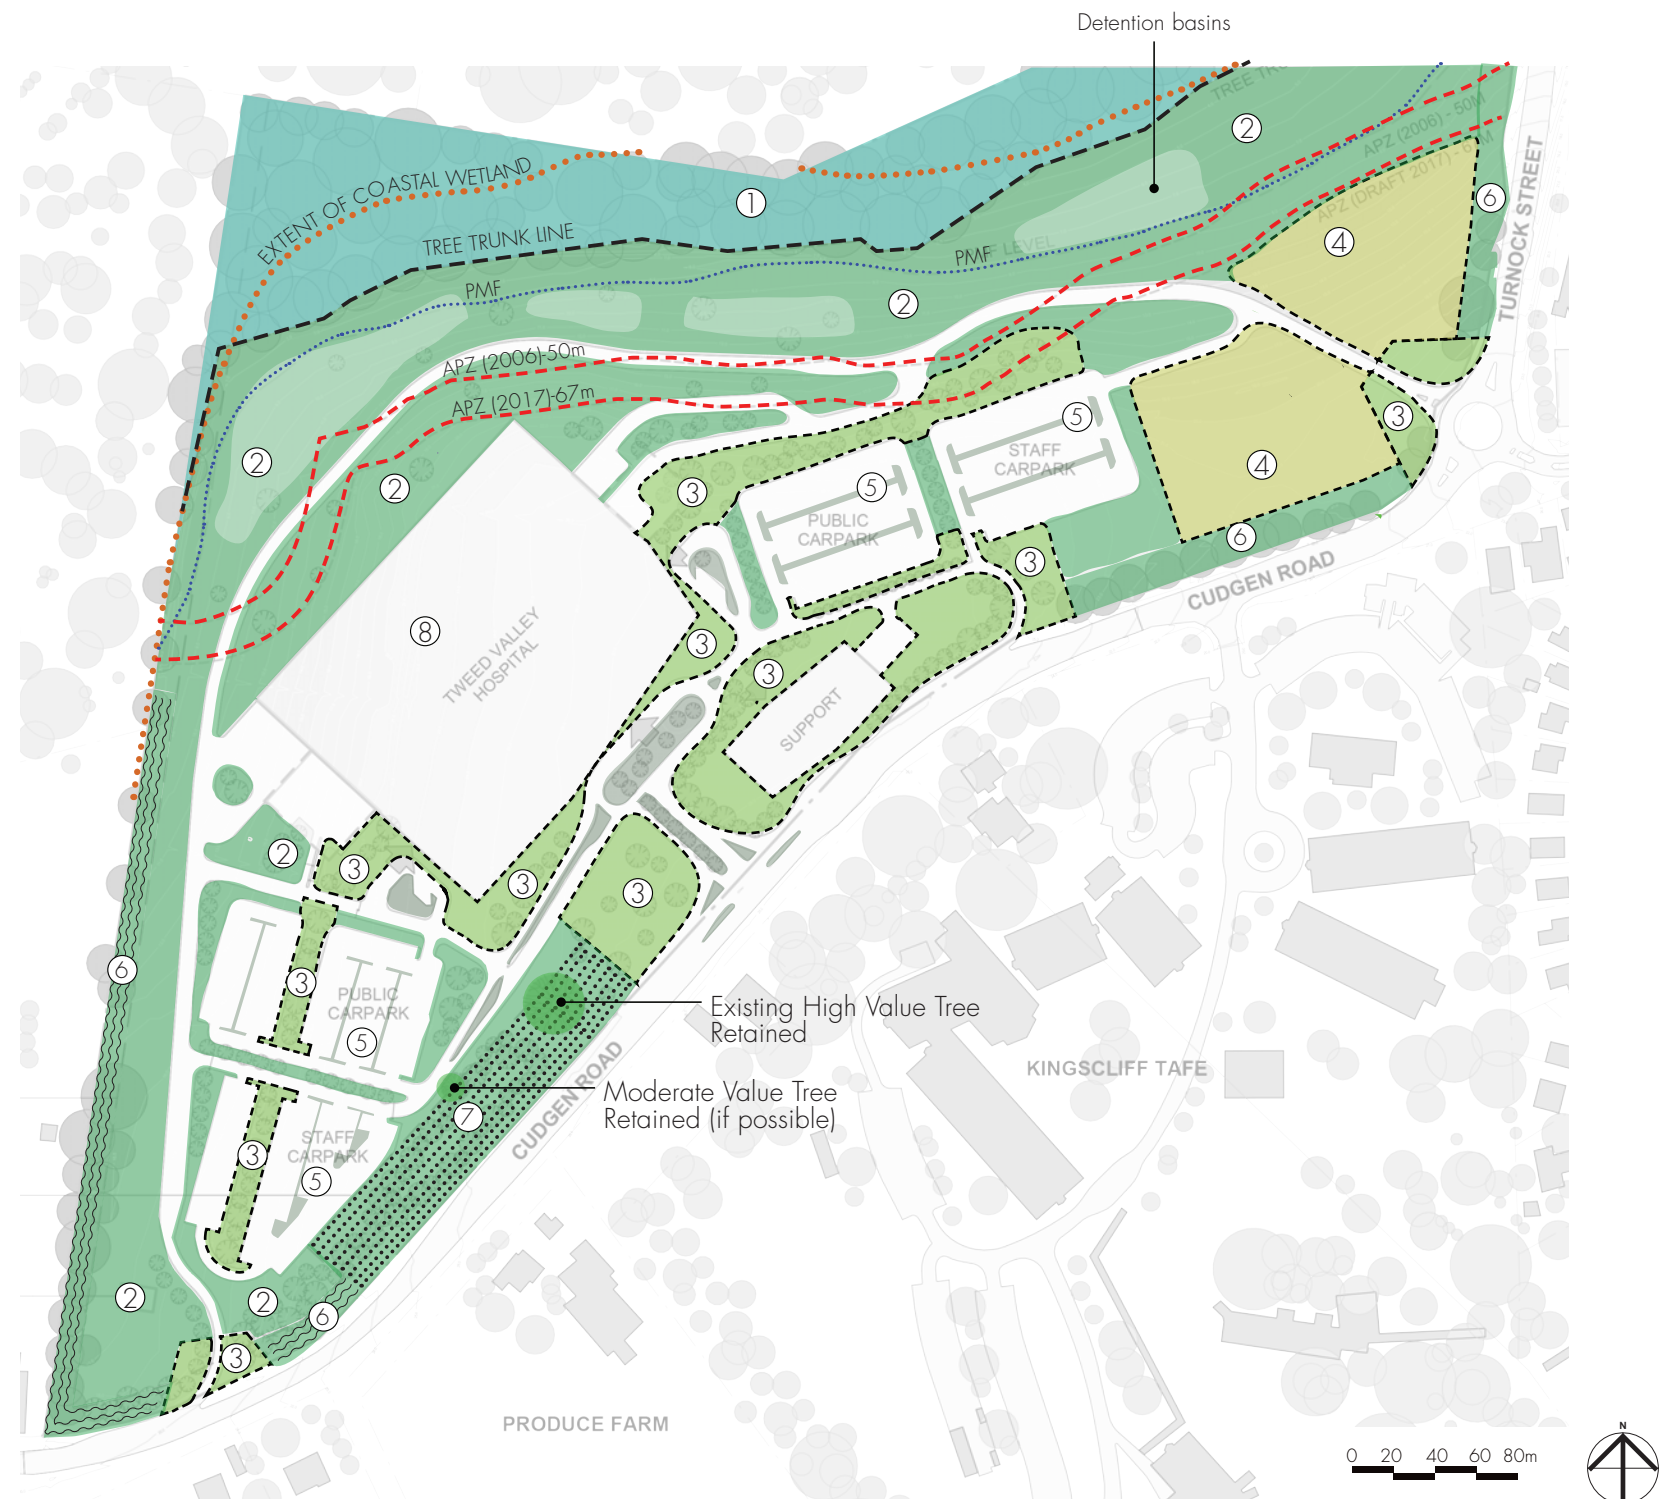 Detention basins
TREE TRU
2
APZ (2006) - 50M
APZ (DRAFT 2017) - 67M
EXTENT OF COASTAL WETLAND
1
6
TURNOCK STREET
TREE TRUNK LINE
4
PMF
PMF LEVEL
PMF
2
APZ (2006)-50m
APZ (2017)-67m
5
3
STAFF
CARPARK
2
2
3
5
4
PUBLIC
CARPARK
6
3
CUDGEN ROAD
8
TWEED VALLEY
HOSPITAL
3
3
SUPPORT
2
3
3
3
6
3
PUBLIC
CARPARK
5
Existing High Value Tree
Retained
CUDGEN ROAD
KINGSCLIFF TAFE
Moderate Value Tree
Retained (if possible)
7
STAFF
CARPARK
3
5
2
2
6
3
PRODUCE FARM
0 20 40 60 80m
N